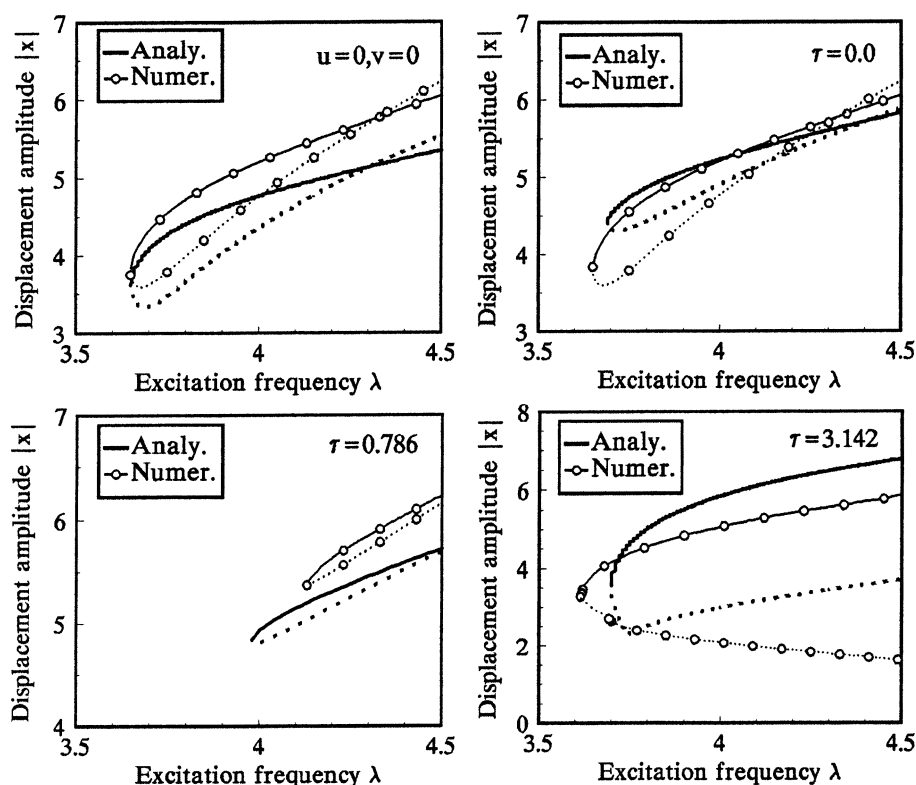 7
Analy.
Numer.
u=0,v=0
6
5
4
3
3.5 4 4.5
Displacement amplitude |x|
Excitation frequency λ
7
Analy.
Numer.
τ=0.0
6
5
4
3
3.5 4 4.5
Displacement amplitude |x|
Excitation frequency λ
7
Analy.
Numer.
τ=0.786
6
5
4
3.5 4 4.5
Displacement amplitude |x|
Excitation frequency λ
8
Analy.
Numer.
τ=3.142
6
4
2
0
3.5 4 4.5
Displacement amplitude |x|
Excitation frequency λ